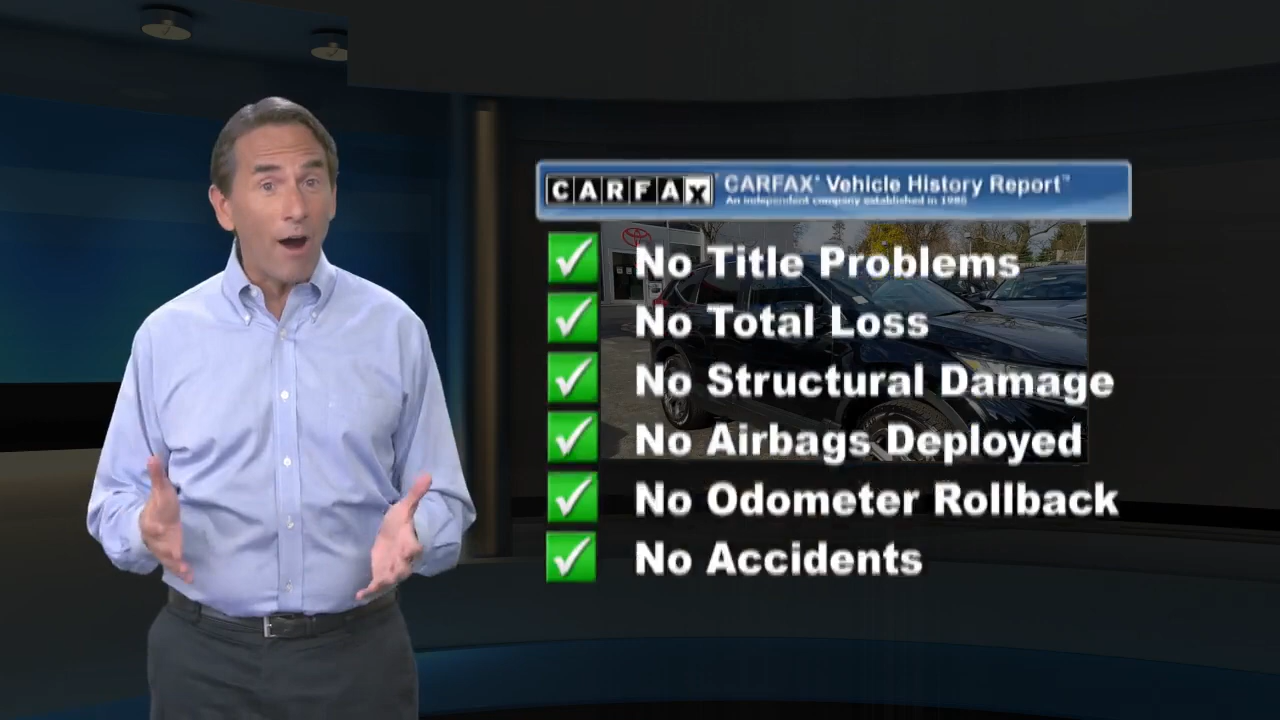 CARFAX
CARFAX® Vehicle History Report™
An independent company established in 1986
No Title Problems
No Total Loss
No Structural Damage
No Airbags Deployed
No Odometer Rollback
No Accidents